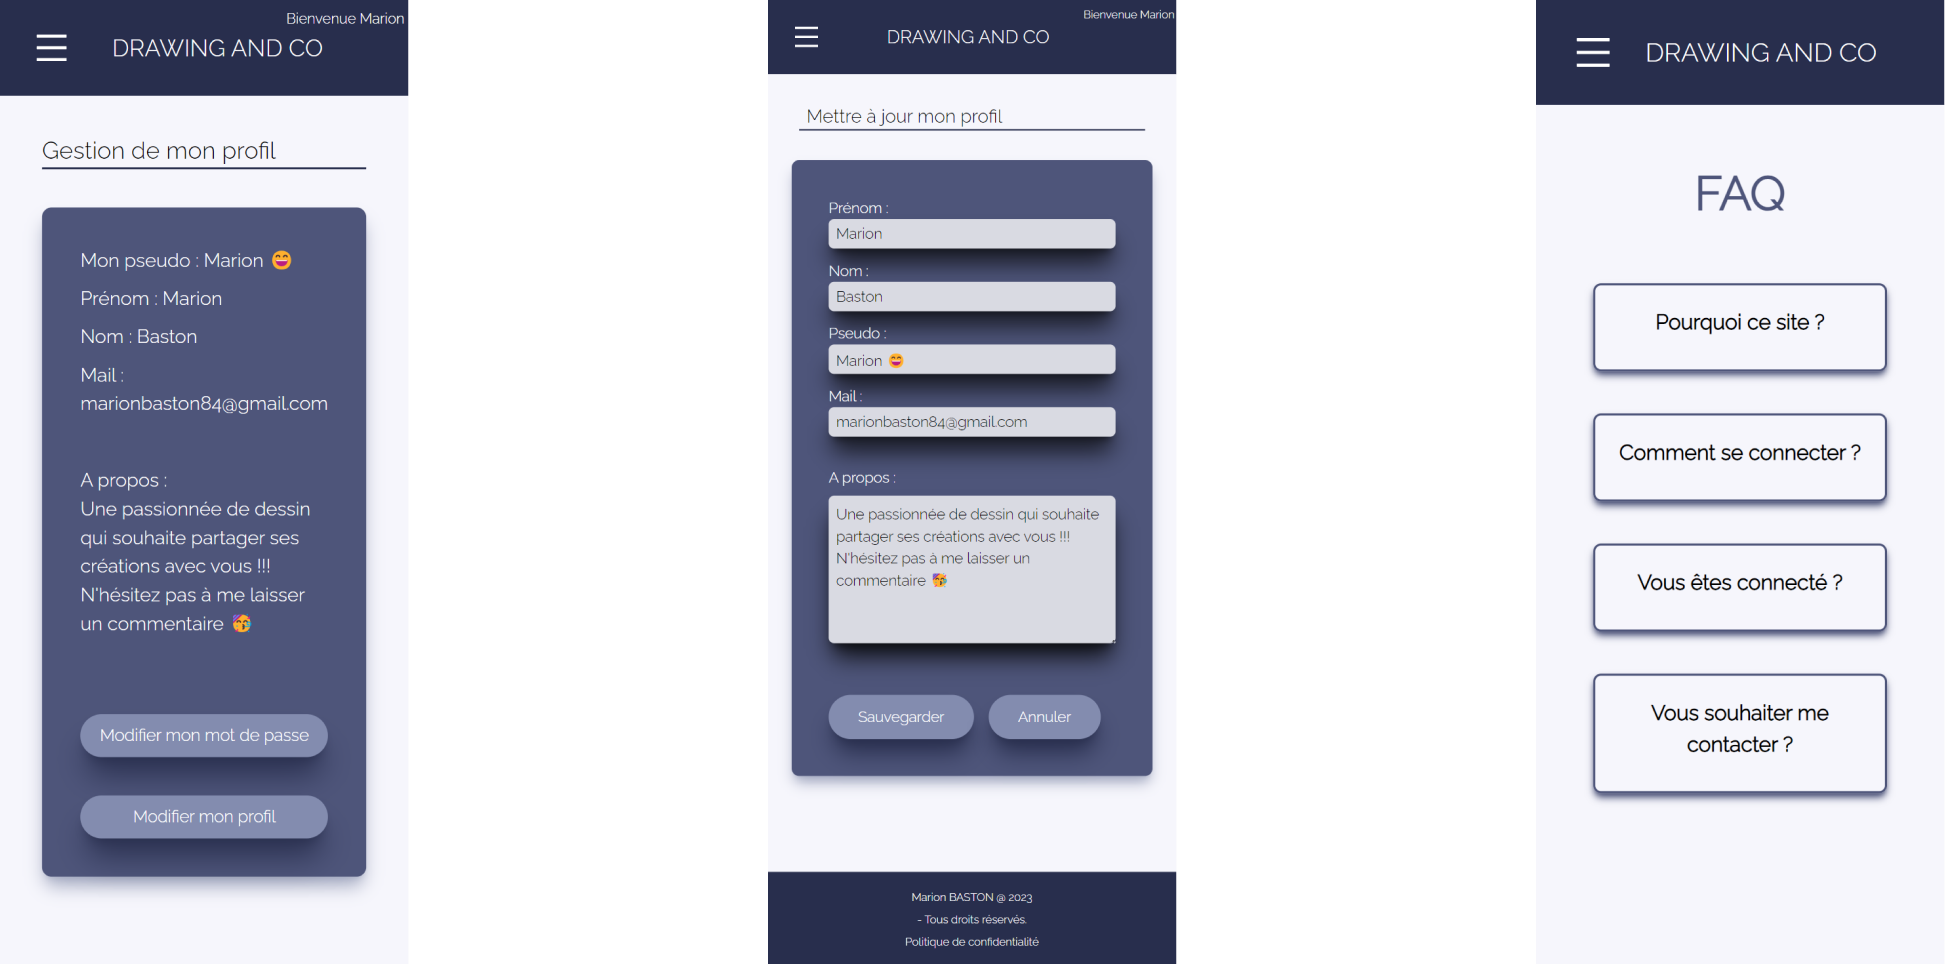 Bienvenue Marion
DRAWING AND CO
Gestion de mon profil
Mon pseudo : Marion 😄
Prénom : Marion
Nom : Baston
Mail :
marionbaston84@gmail.com
A propos :
Une passionnée de dessin
qui souhaite partager ses
créations avec vous !!!
N'hésitez pas à me laisser
un commentaire 🥳
Modifier mon mot de passe
Modifier mon profil
Bienvenue Marion
DRAWING AND CO
Mettre à jour mon profil
Prénom :
Marion
Nom :
Baston
Pseudo :
Marion 😄
Mail :
marionbaston84@gmail.com
A propos :
Une passionnée de dessin qui souhaite
partager ses créations avec vous !!!
N'hésitez pas à me laisser un
commentaire 🥳
Sauvegarder
Annuler
Marion BASTON @ 2023
- Tous droits réservés.
Politique de confidentialité
DRAWING AND CO
FAQ
Pourquoi ce site ?
Comment se connecter ?
Vous êtes connecté ?
Vous souhaiter me
contacter ?